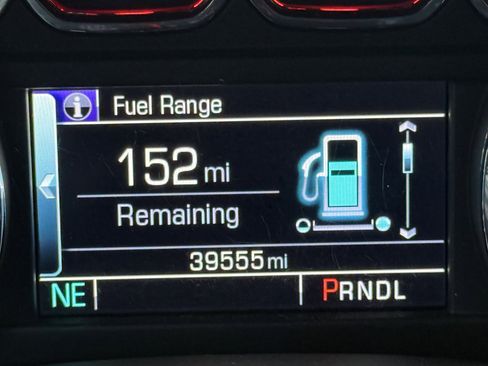 i Fuel Range
152 mi
Remaining
39555 mi
NE PRNDL